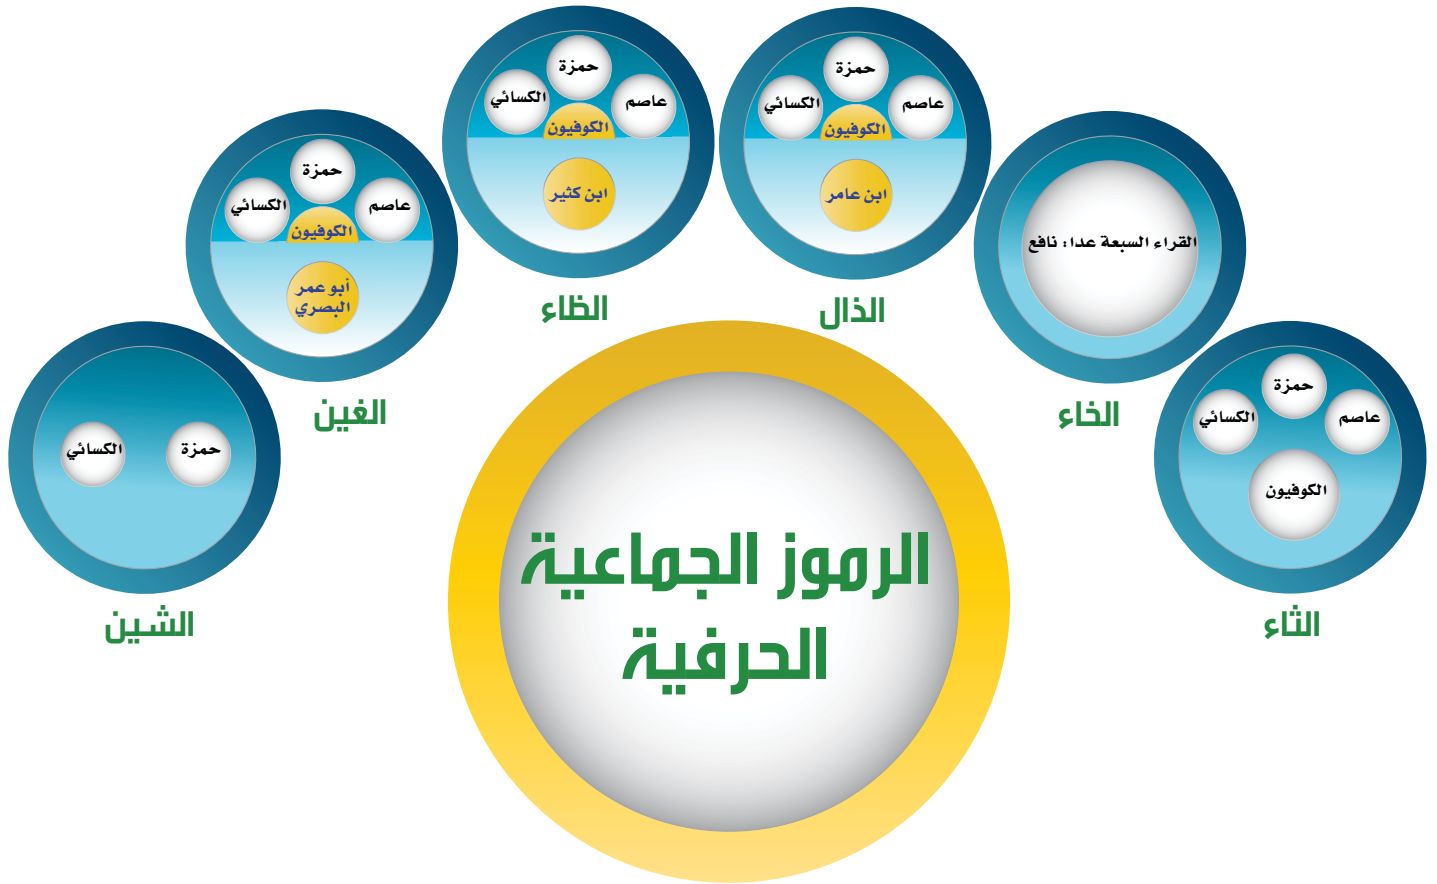 الرموز الجماعية
الحرفية
حمزة
عاصم
الكسائي
الكوفيون
الثاء
القراء السبعة عدا: نافع
الخاء
حمزة
عاصم
الكسائي
الكوفيون
ابن عامر
الذال
حمزة
عاصم
الكسائي
الكوفيون
ابن كثير
الظاء
حمزة
عاصم
الكسائي
الكوفيون
أبو عمر
البصري
الغين
حمزة
الكسائي
الشين